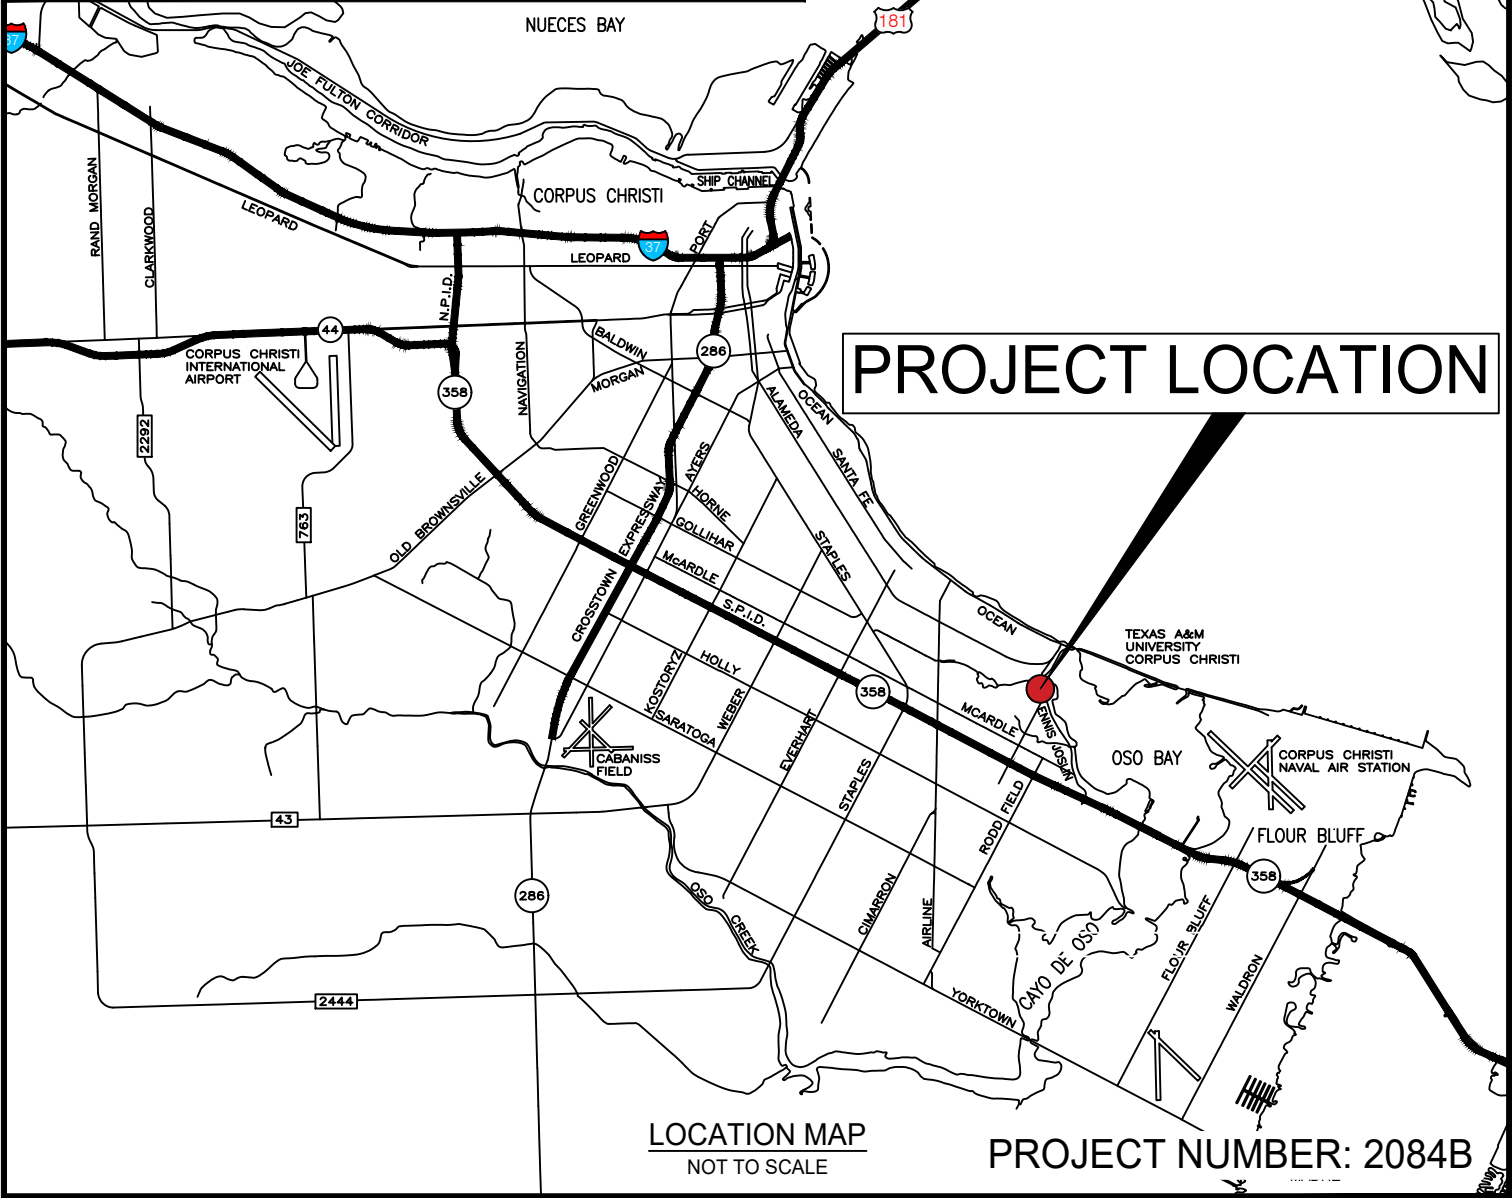 NUECES BAY
181
37
JOE FULTON CORRIDOR
RAND MORGAN
CLARKWOOD
LEOPARD
CORPUS CHRISTI
SHIP CHANNEL
PORT
37
LEOPARD
N.P.I.D.
44
CORPUS CHRISTI
INTERNATIONAL
AIRPORT
358
NAVIGATION
BALDWIN
MORGAN
286
PROJECT LOCATION
2292
763
OLD BROWNSVILLE
GREENWOOD
CROSSTOWN EXPRESSWAY
AYERS
HORNE
GOLLIHAR
McARDLE
S.P.I.D.
ALAMEDA
OCEAN
SANTA FE
STAPLES
OCEAN
TEXAS A&M
UNIVERSITY
CORPUS CHRISTI
KOSTORYZ
HOLLY
WEBER
SARATOGA
358
MCARDLE
ENNIS JOSLIN
OSO BAY
CORPUS CHRISTI
NAVAL AIR STATION
CABANISS
FIELD
EVERHART
STAPLES
RODD FIELD
FLOUR BLUFF
43
358
286
OSO CREEK
CIMARRON
AIRLINE
CAYO DE OSO
FLOUR BLUFF
WALDRON
2444
YORKTOWN
LOCATION MAP
NOT TO SCALE
PROJECT NUMBER: 2084B